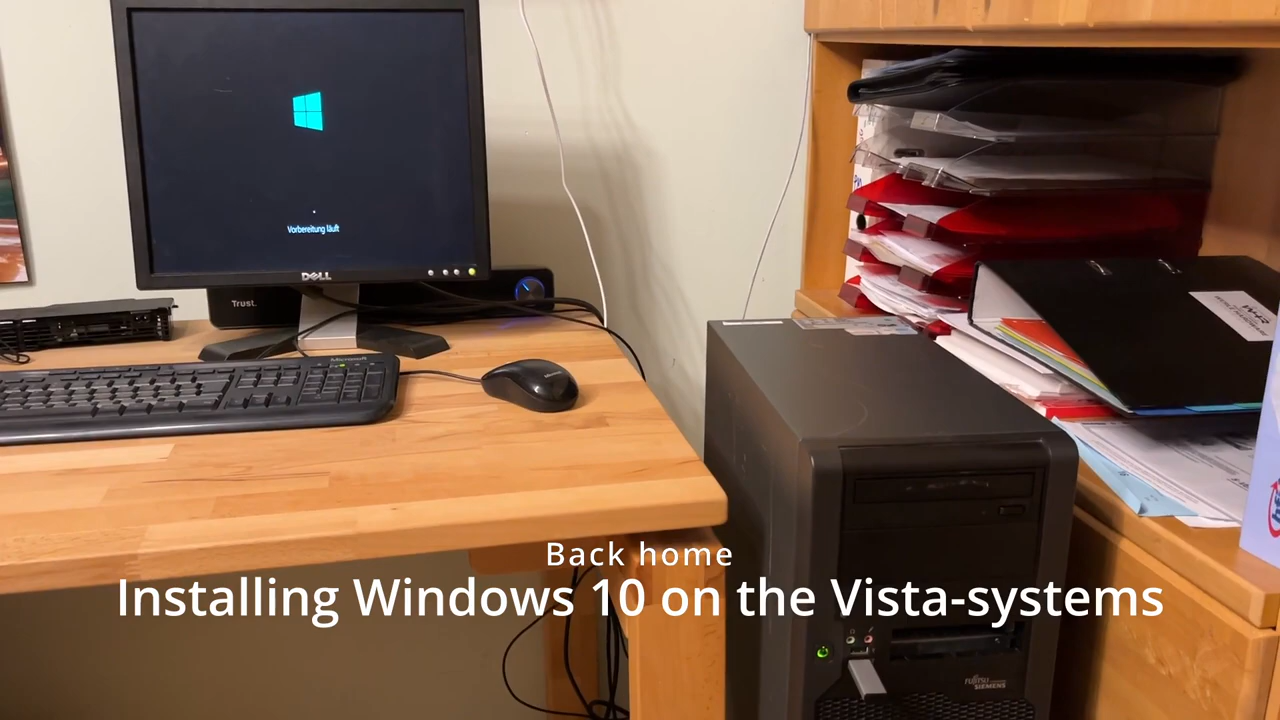 Vorbereitung läuft
DELL
Trust.
Microsoft
Back home
Installing Windows 10 on the Vista-systems
FUJITSU
SIEMENS